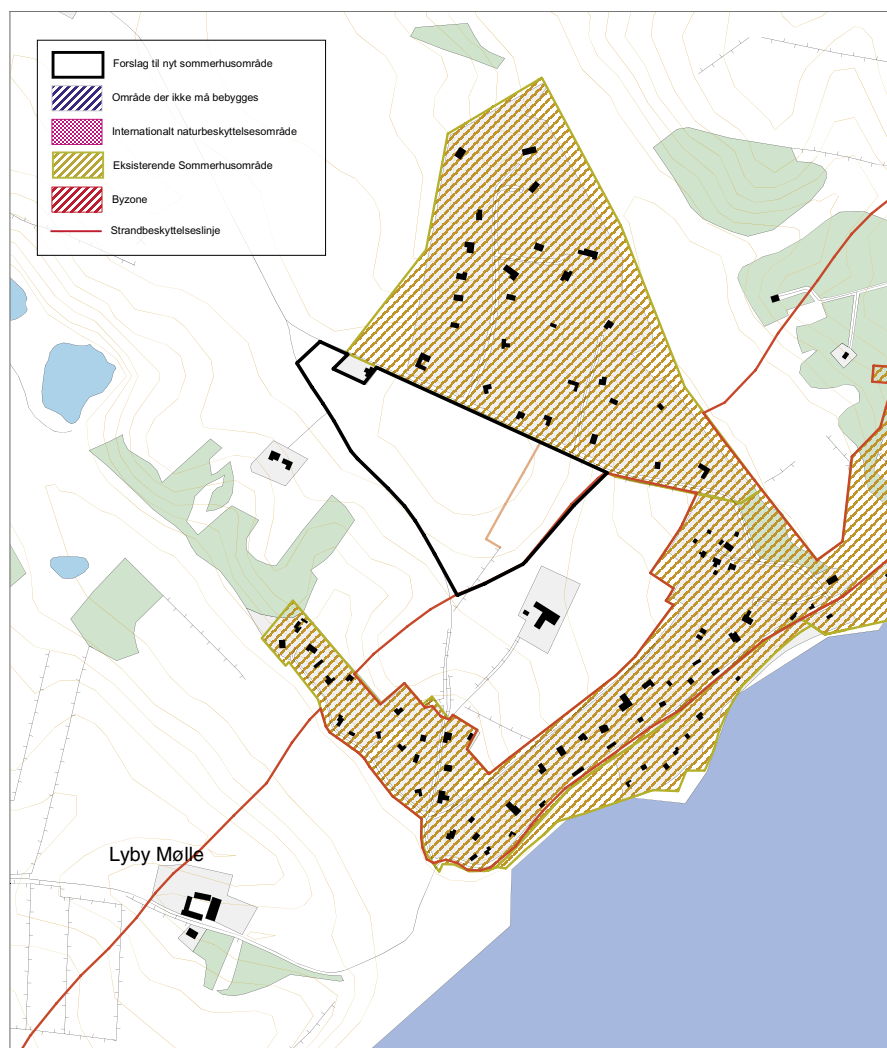 Forslag til nyt sommerhusområde
Område der ikke må bebygges
Internationalt naturbeskyttelsesområde
Eksisterende Sommerhusområde
Byzone
Strandbeskyttelseslinje
Lyby Mølle